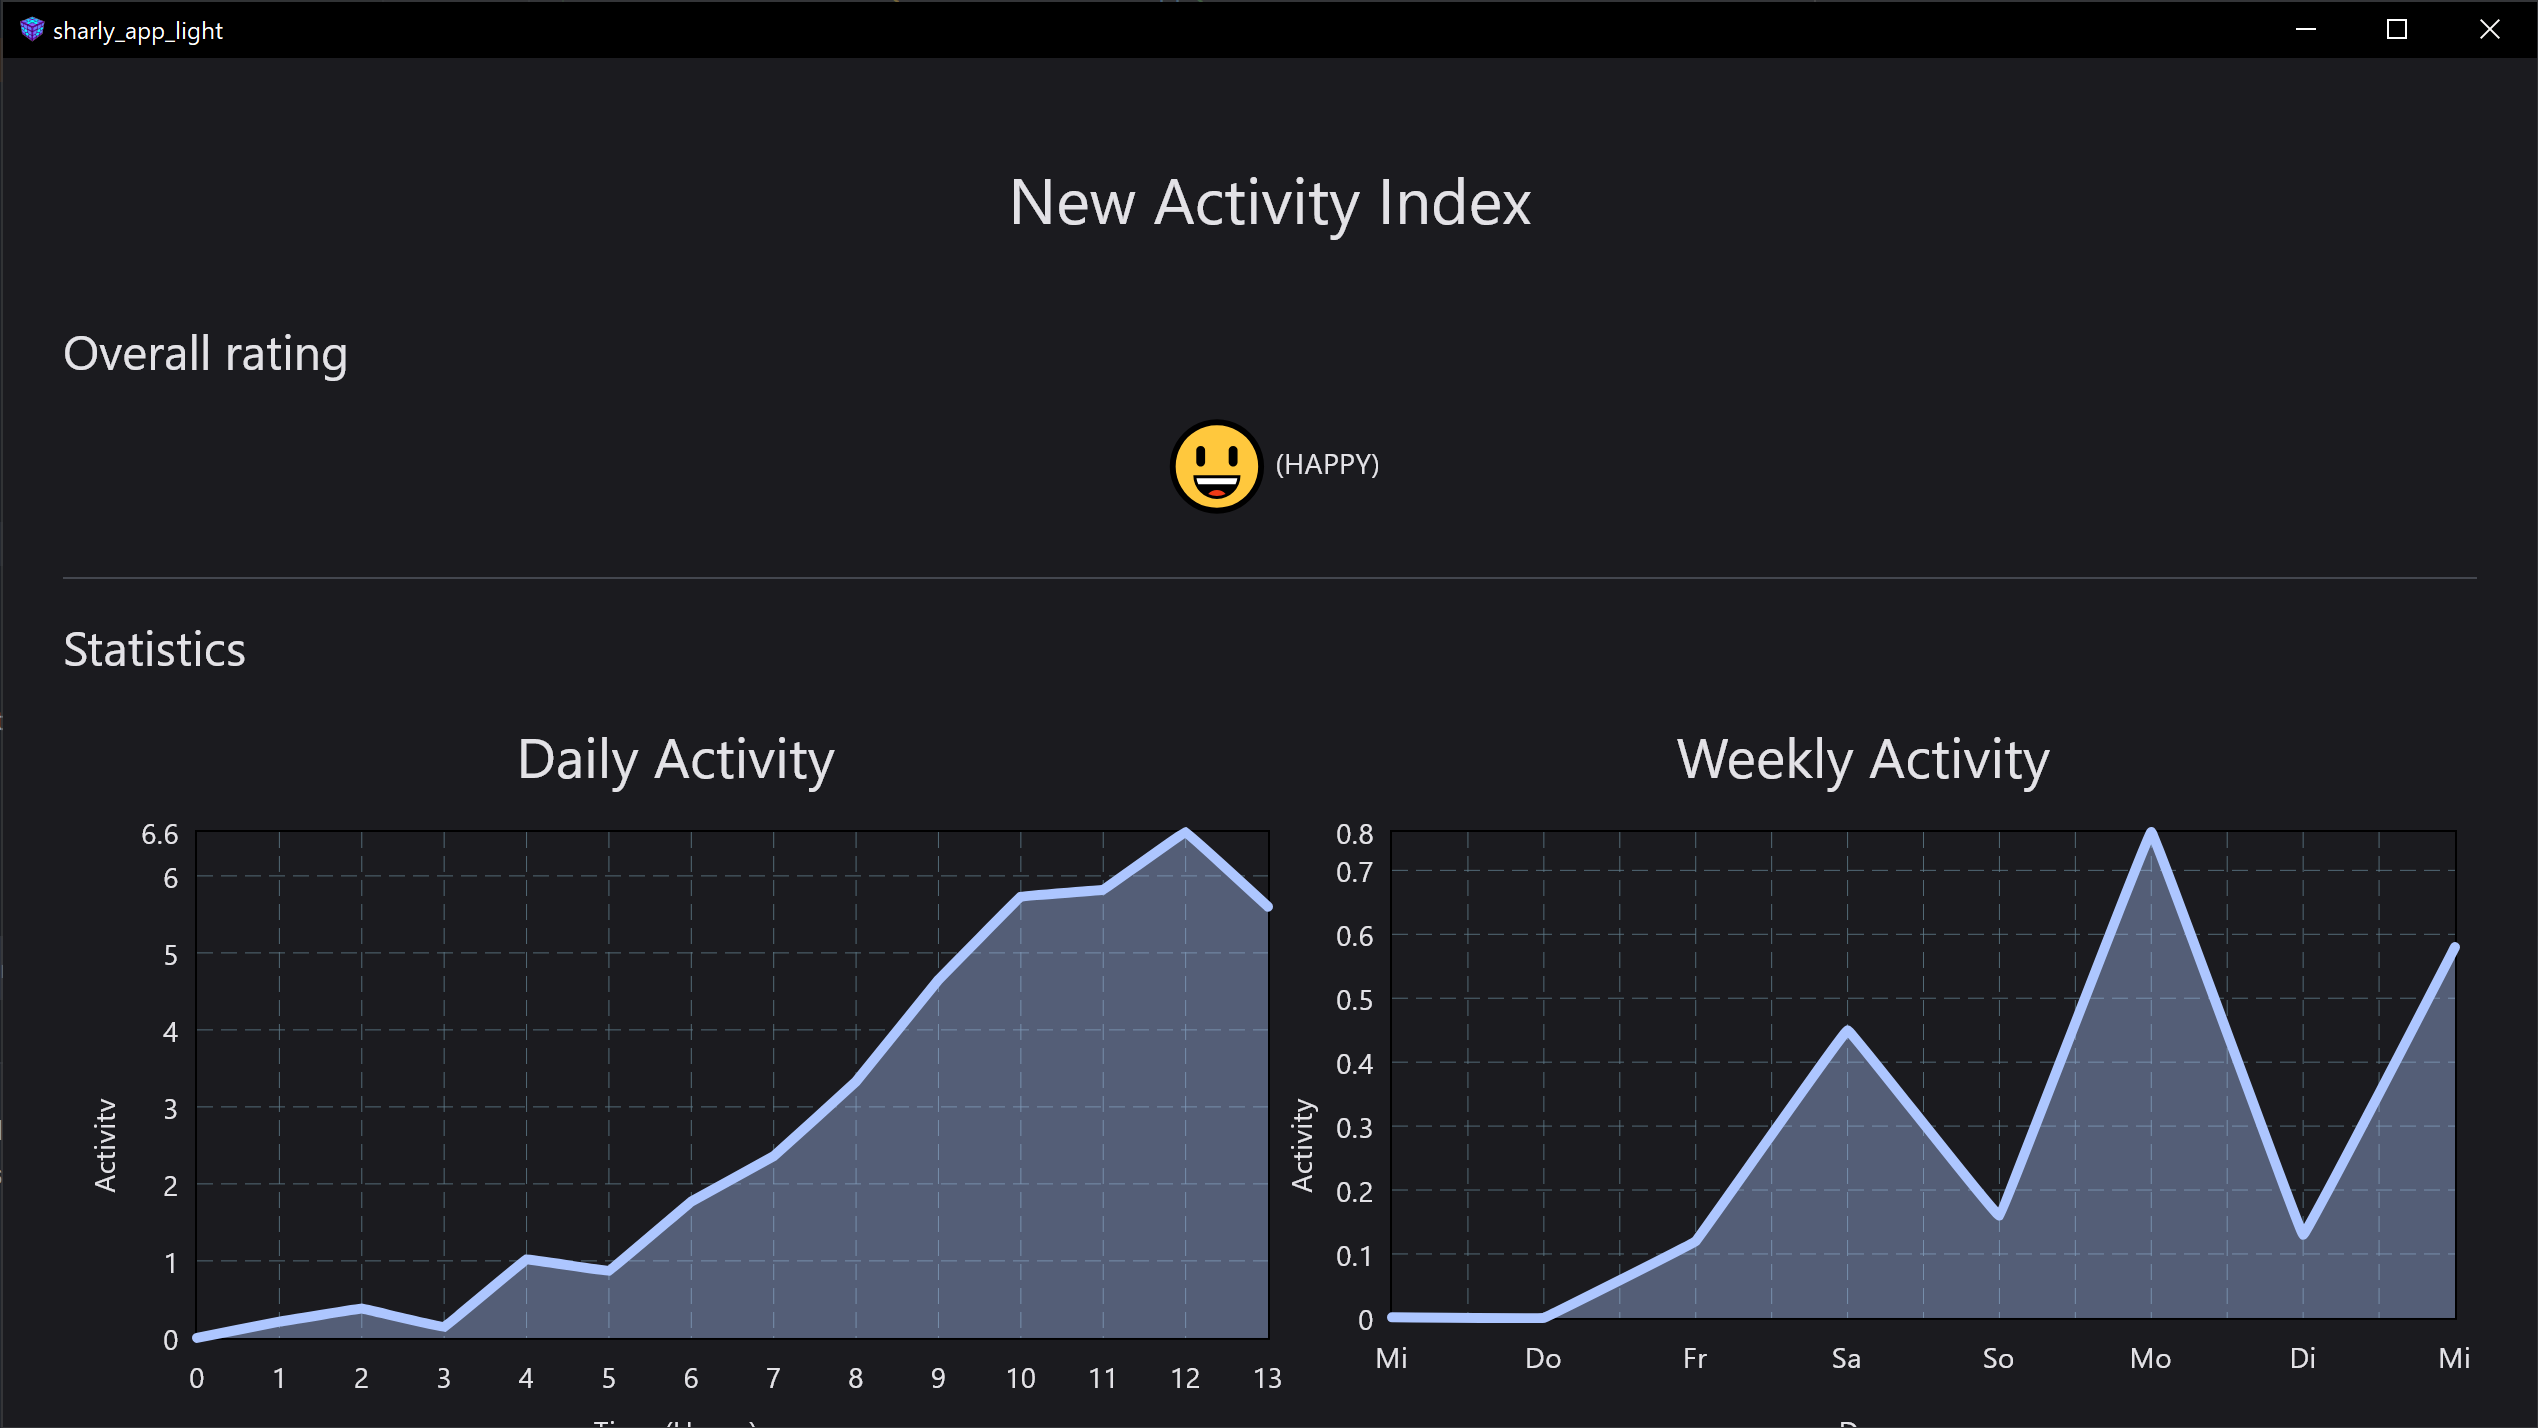 sharly_app_light
New Activity Index
Overall rating
(HAPPY)
Statistics
Daily Activity
6.6
6
5
4
3
2
1
0
Activity
0 1 2 3 4 5 6 7 8 9 10 11 12 13
Weekly Activity
0.8
0.7
0.6
0.5
0.4
0.3
0.2
0.1
0
Activity
Mi Do Fr Sa So Mo Di Mi